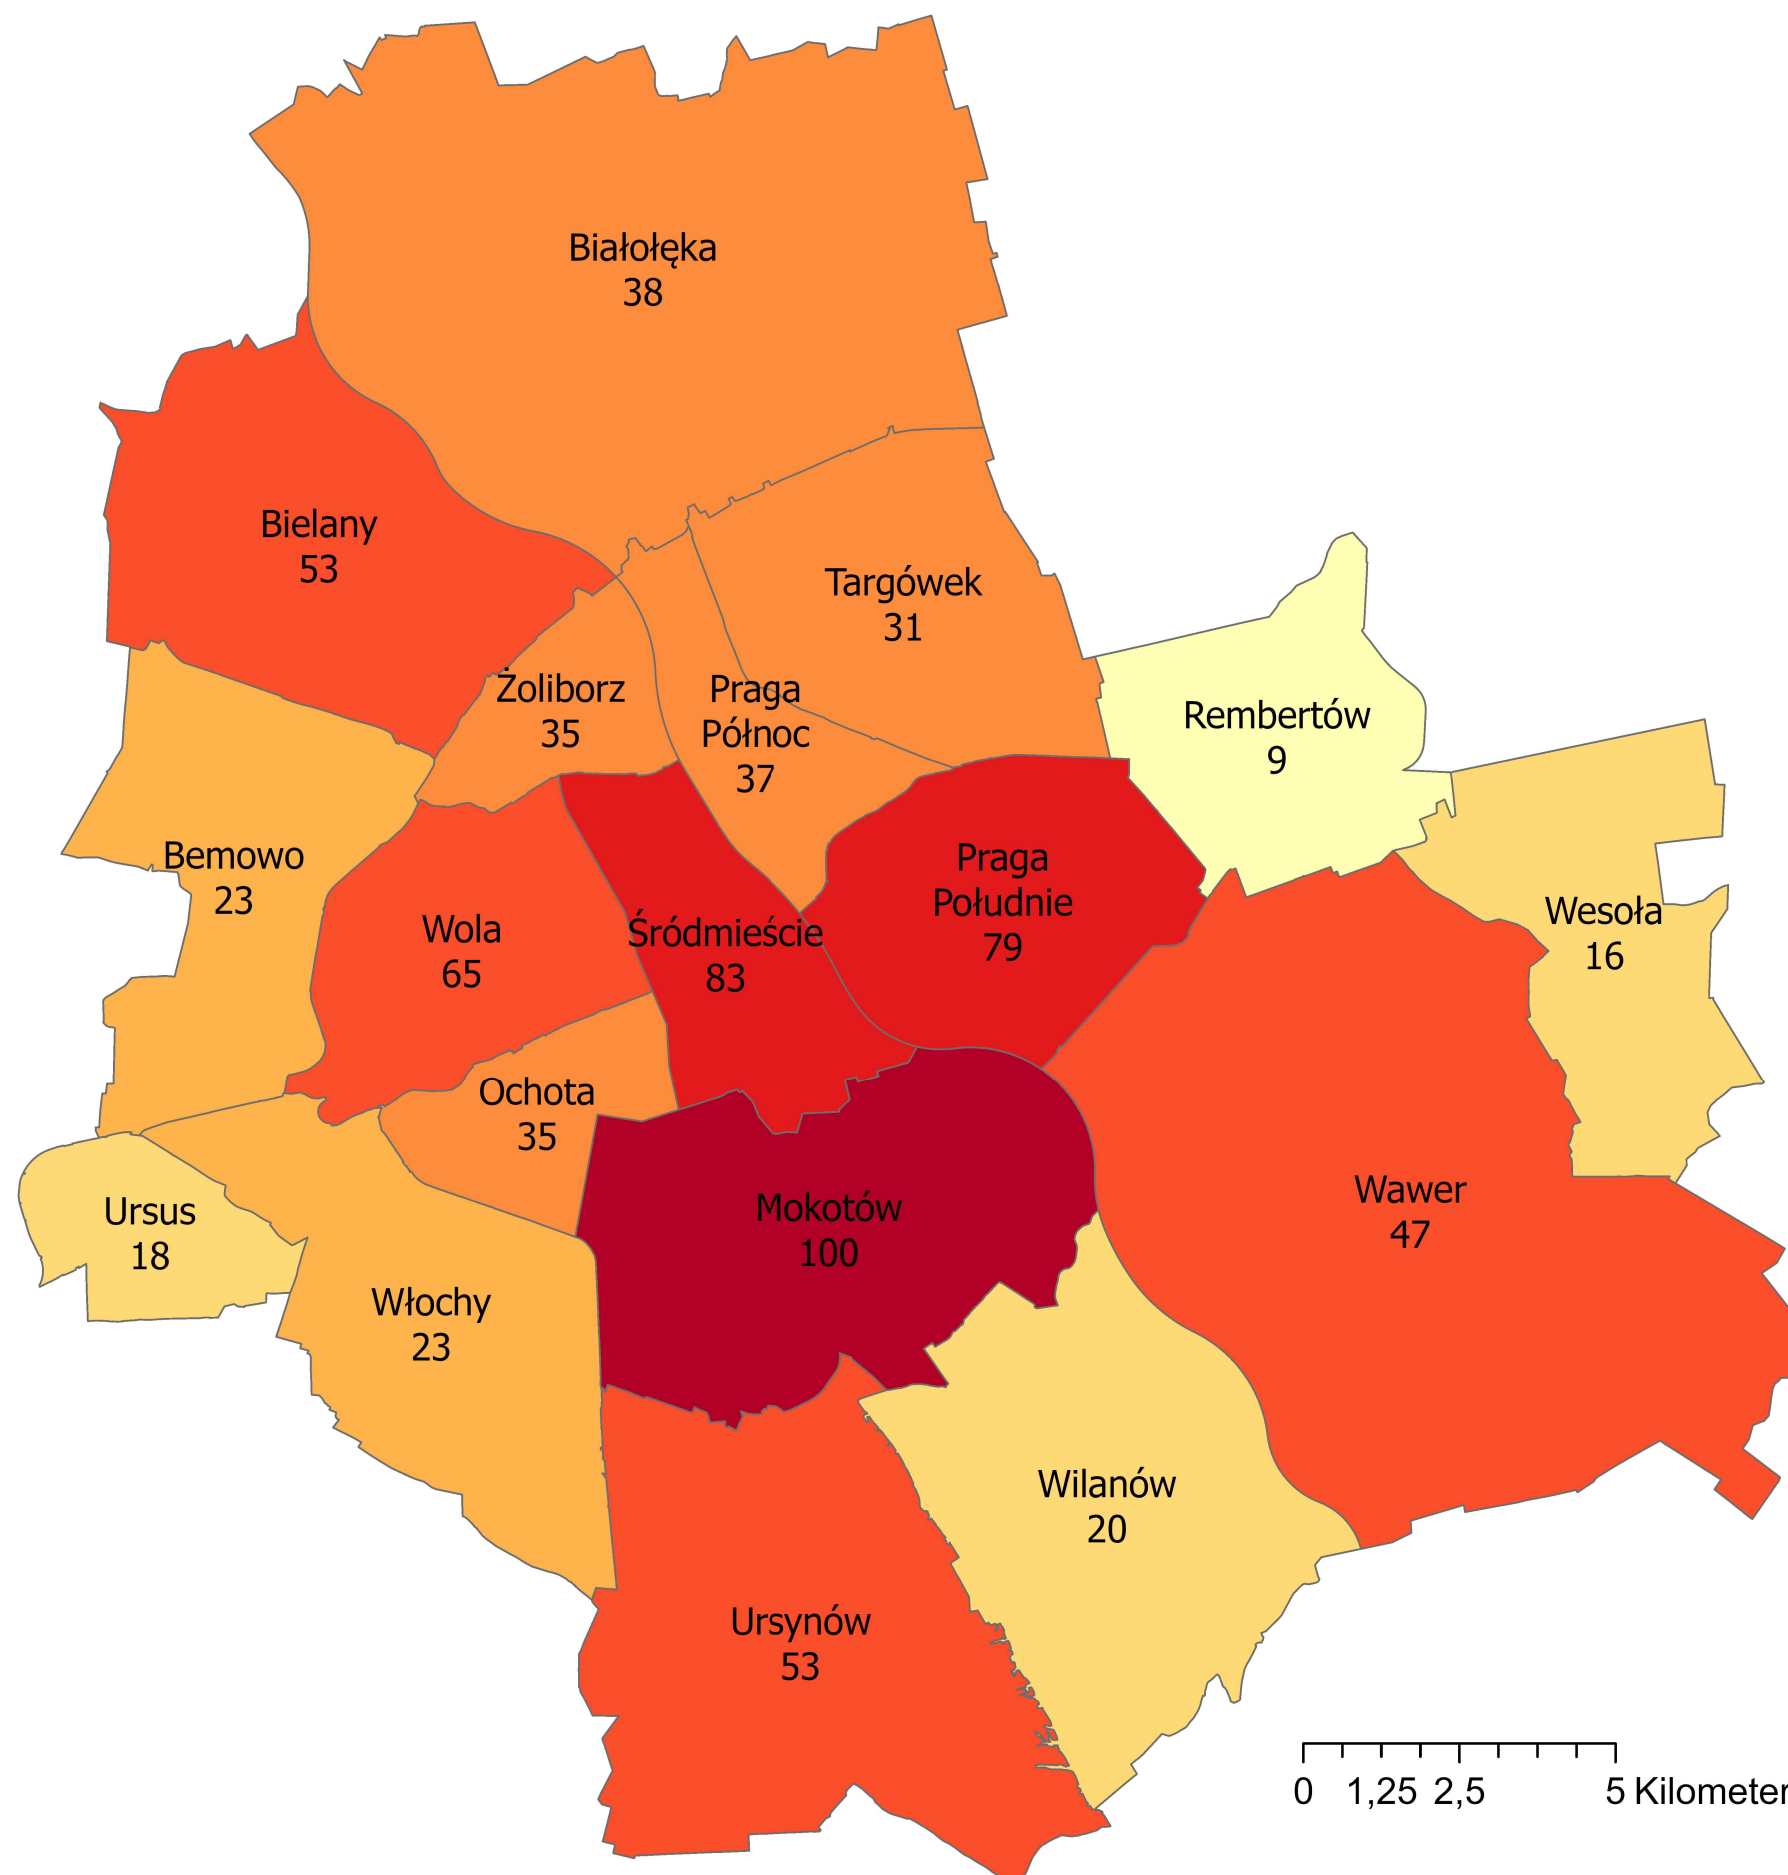 Białołęka
38
Bielany
53
Targówek
31
Żoliborz
35
Praga
Północ
37
Rembertów
9
Bemowo
23
Wola
65
Śródmieście
83
Praga
Południe
79
Wesoła
16
Ochota
35
Ursus
18
Mokotów
100
Wawer
47
Włochy
23
Wilanów
20
Ursynów
53
0 1,25 2,5 5 Kilometer